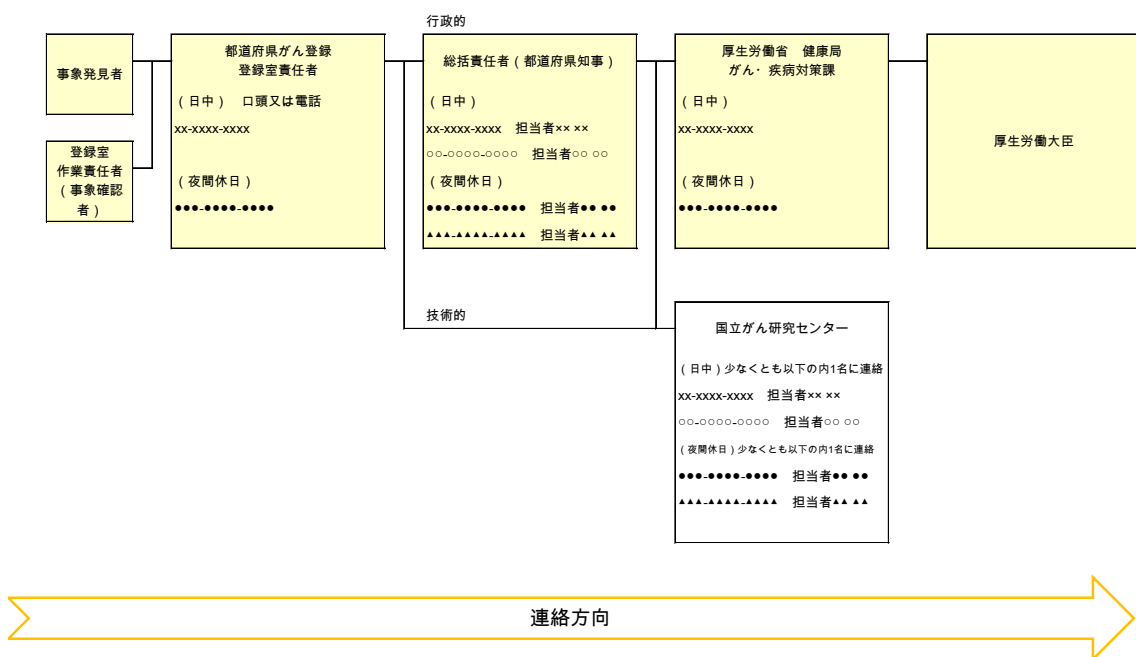 行政的
事象発見者
登録室
作業責任者
(事象確認
者)
都道府県がん登録
登録室責任者
(日中) 口頭又は電話
xx-xxxx-xxxx
(夜間休日)
●●●-●●●●-●●●●
総括責任者(都道府県知事)
(日中)
xx-xxxx-xxxx 担当者×× ××
○○-○○○○-○○○○ 担当者○○ ○○
(夜間休日)
●●●-●●●●-●●●● 担当者●● ●●
▲▲▲-▲▲▲▲-▲▲▲▲ 担当者▲▲ ▲▲
厚生労働省 健康局
がん・疾病対策課
(日中)
xx-xxxx-xxxx
(夜間休日)
●●●-●●●●-●●●●
厚生労働大臣
技術的
国立がん研究センター
(日中)少なくとも以下の内1名に連絡
xx-xxxx-xxxx 担当者×× ××
○○-○○○○-○○○○ 担当者○○ ○○
(夜間休日)少なくとも以下の内1名に連絡
●●●-●●●●-●●●● 担当者●● ●●
▲▲▲-▲▲▲▲-▲▲▲▲ 担当者▲▲ ▲▲
連絡方向